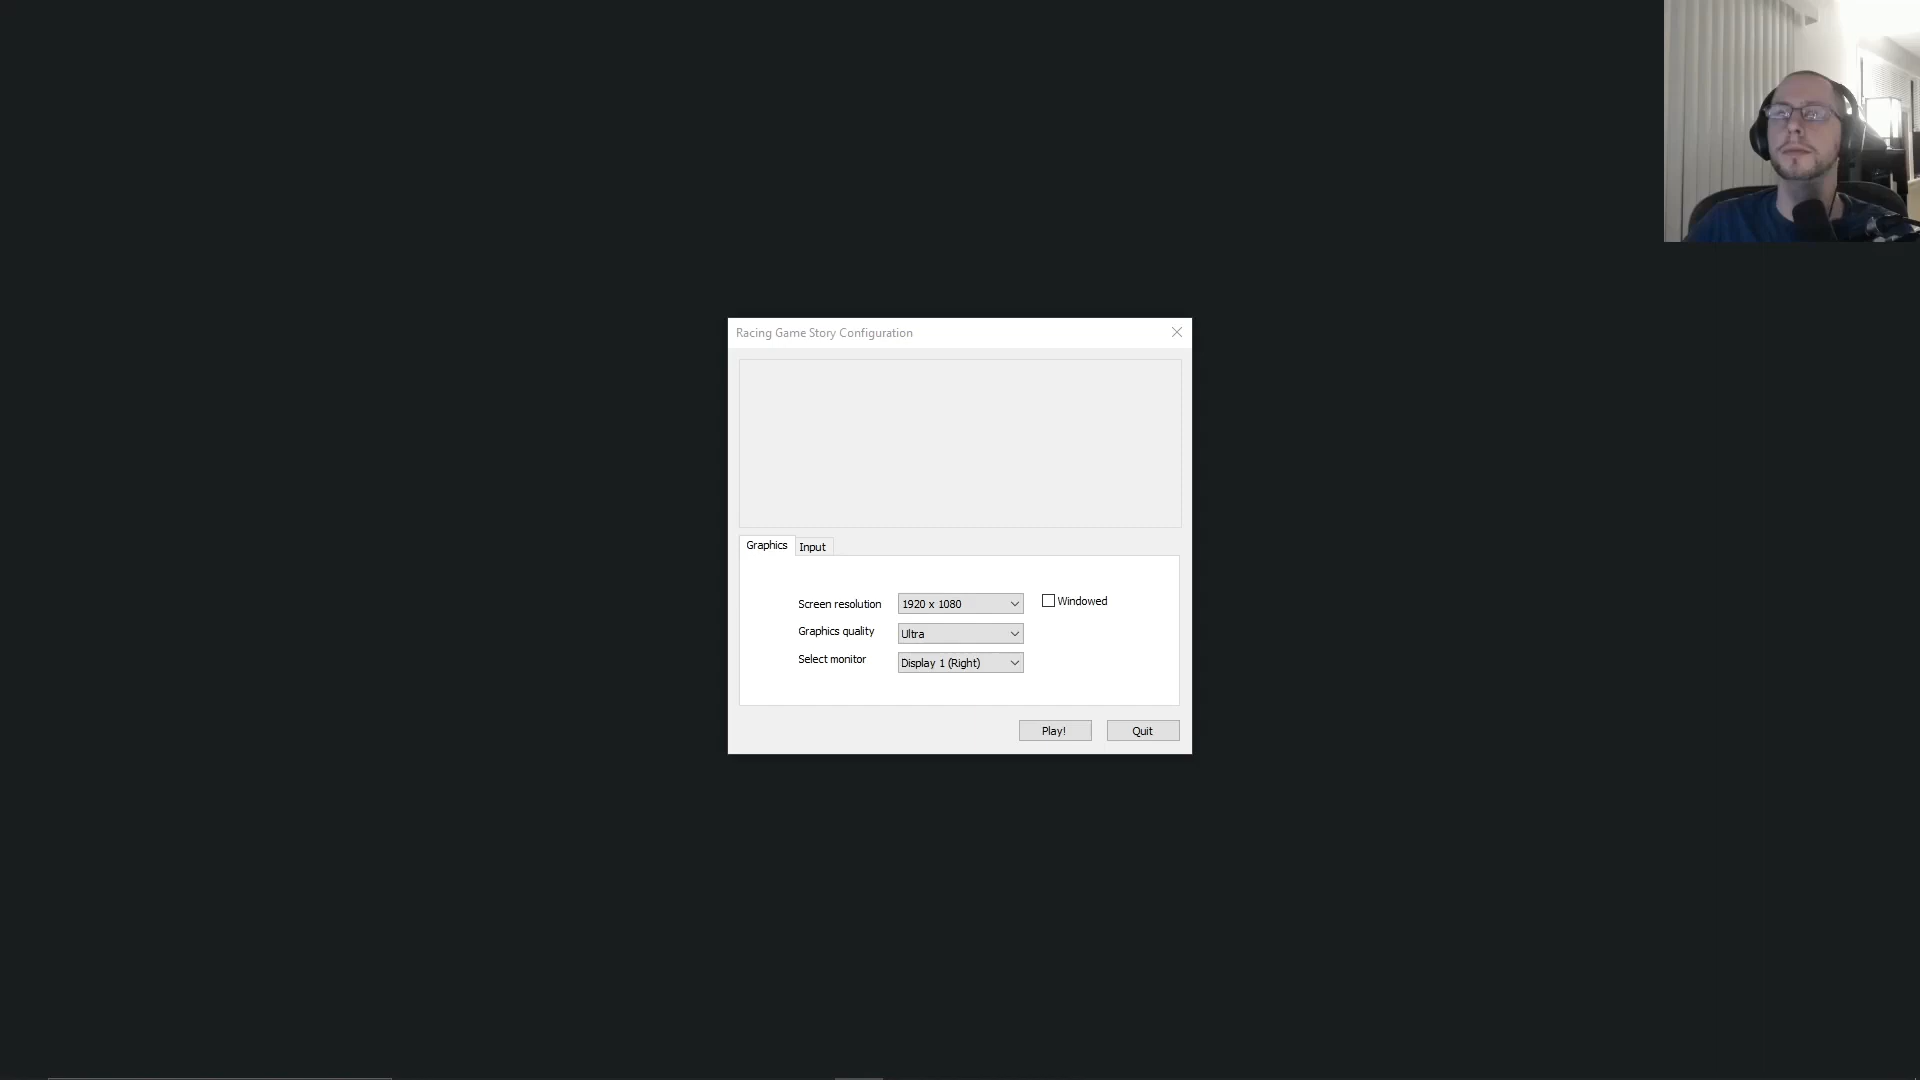 Racing Game Story Configuration
Graphics
Input
Screen resolution
1920 x 1080
Windowed
Graphics quality
Ultra
Select monitor
Display 1 (Right)
Play!
Quit